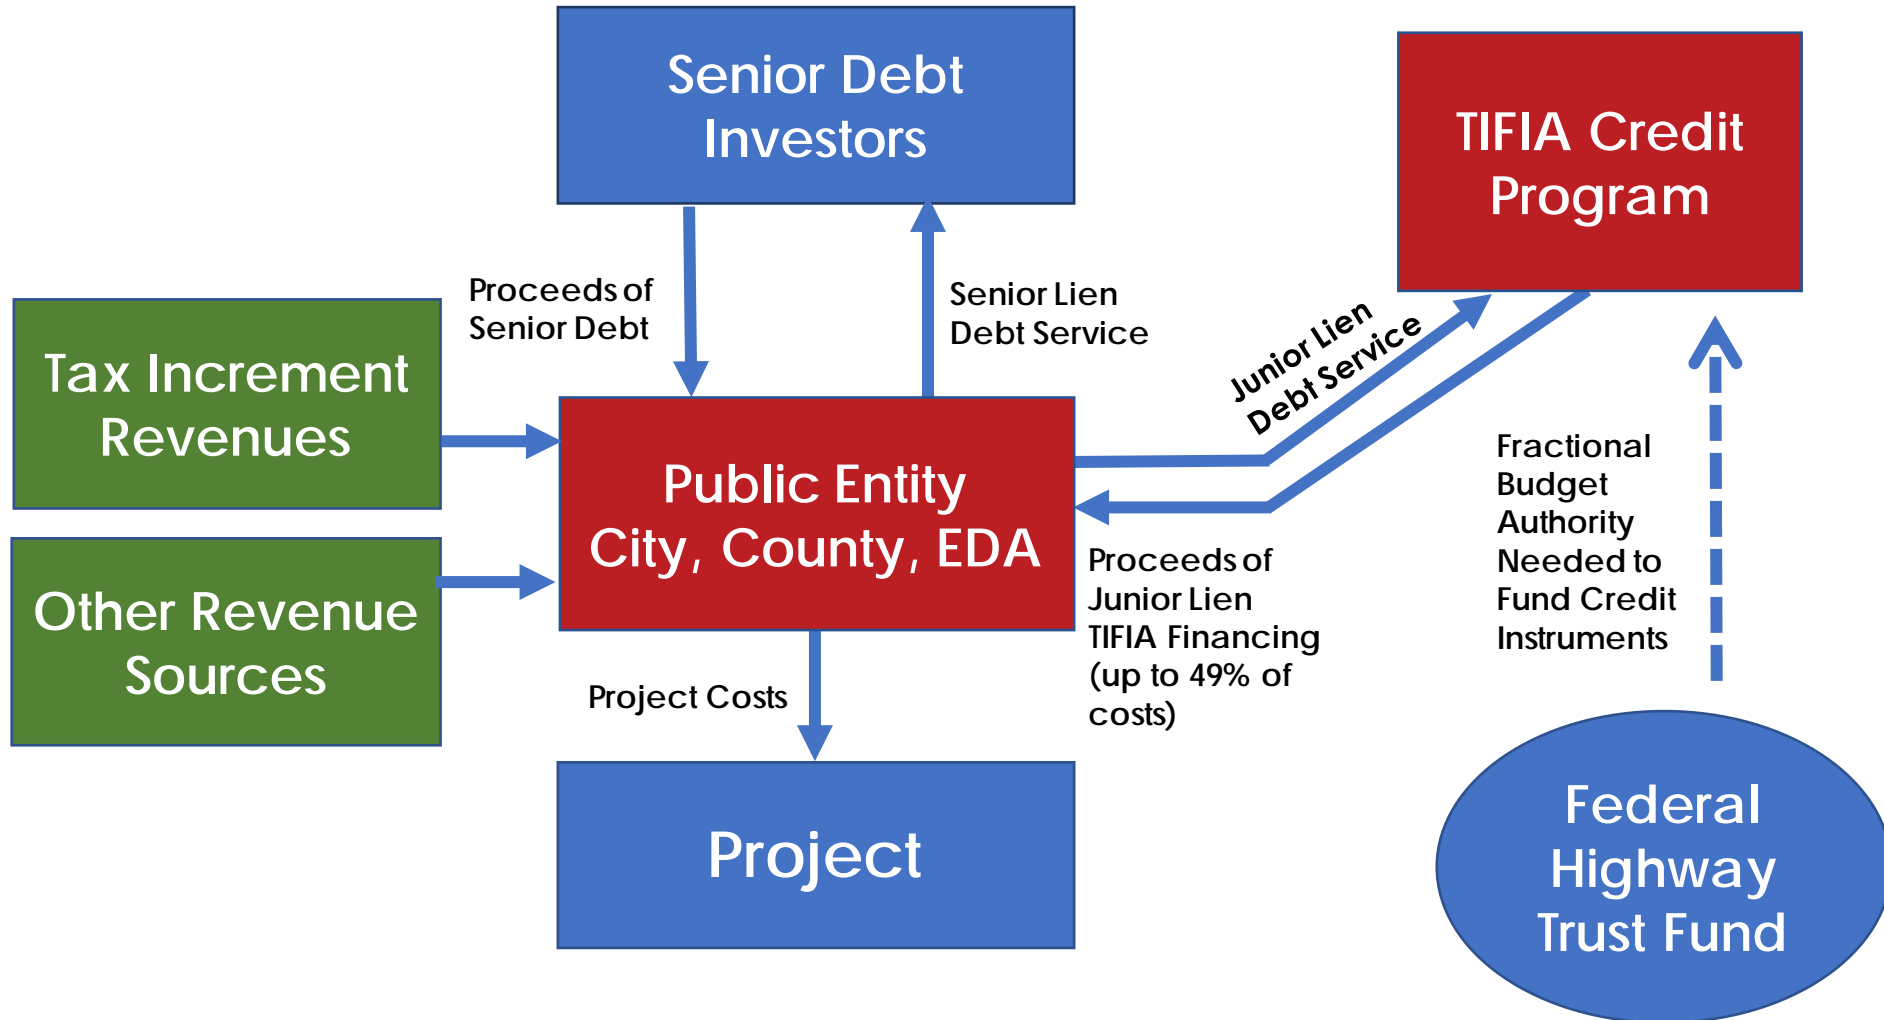 Senior Debt
Investors
TIFIA Credit
Program
Proceeds of
Senior Debt
Senior Lien
Debt Service
Junior Lien
Debt Service
Tax Increment
Revenues
Public Entity
City, County, EDA
Fractional
Budget
Authority
Needed to
Fund Credit
Instruments
Other Revenue
Sources
Proceeds of
Junior Lien
TIFIA Financing
(up to 49% of
costs)
Project Costs
Project
Federal
Highway
Trust Fund